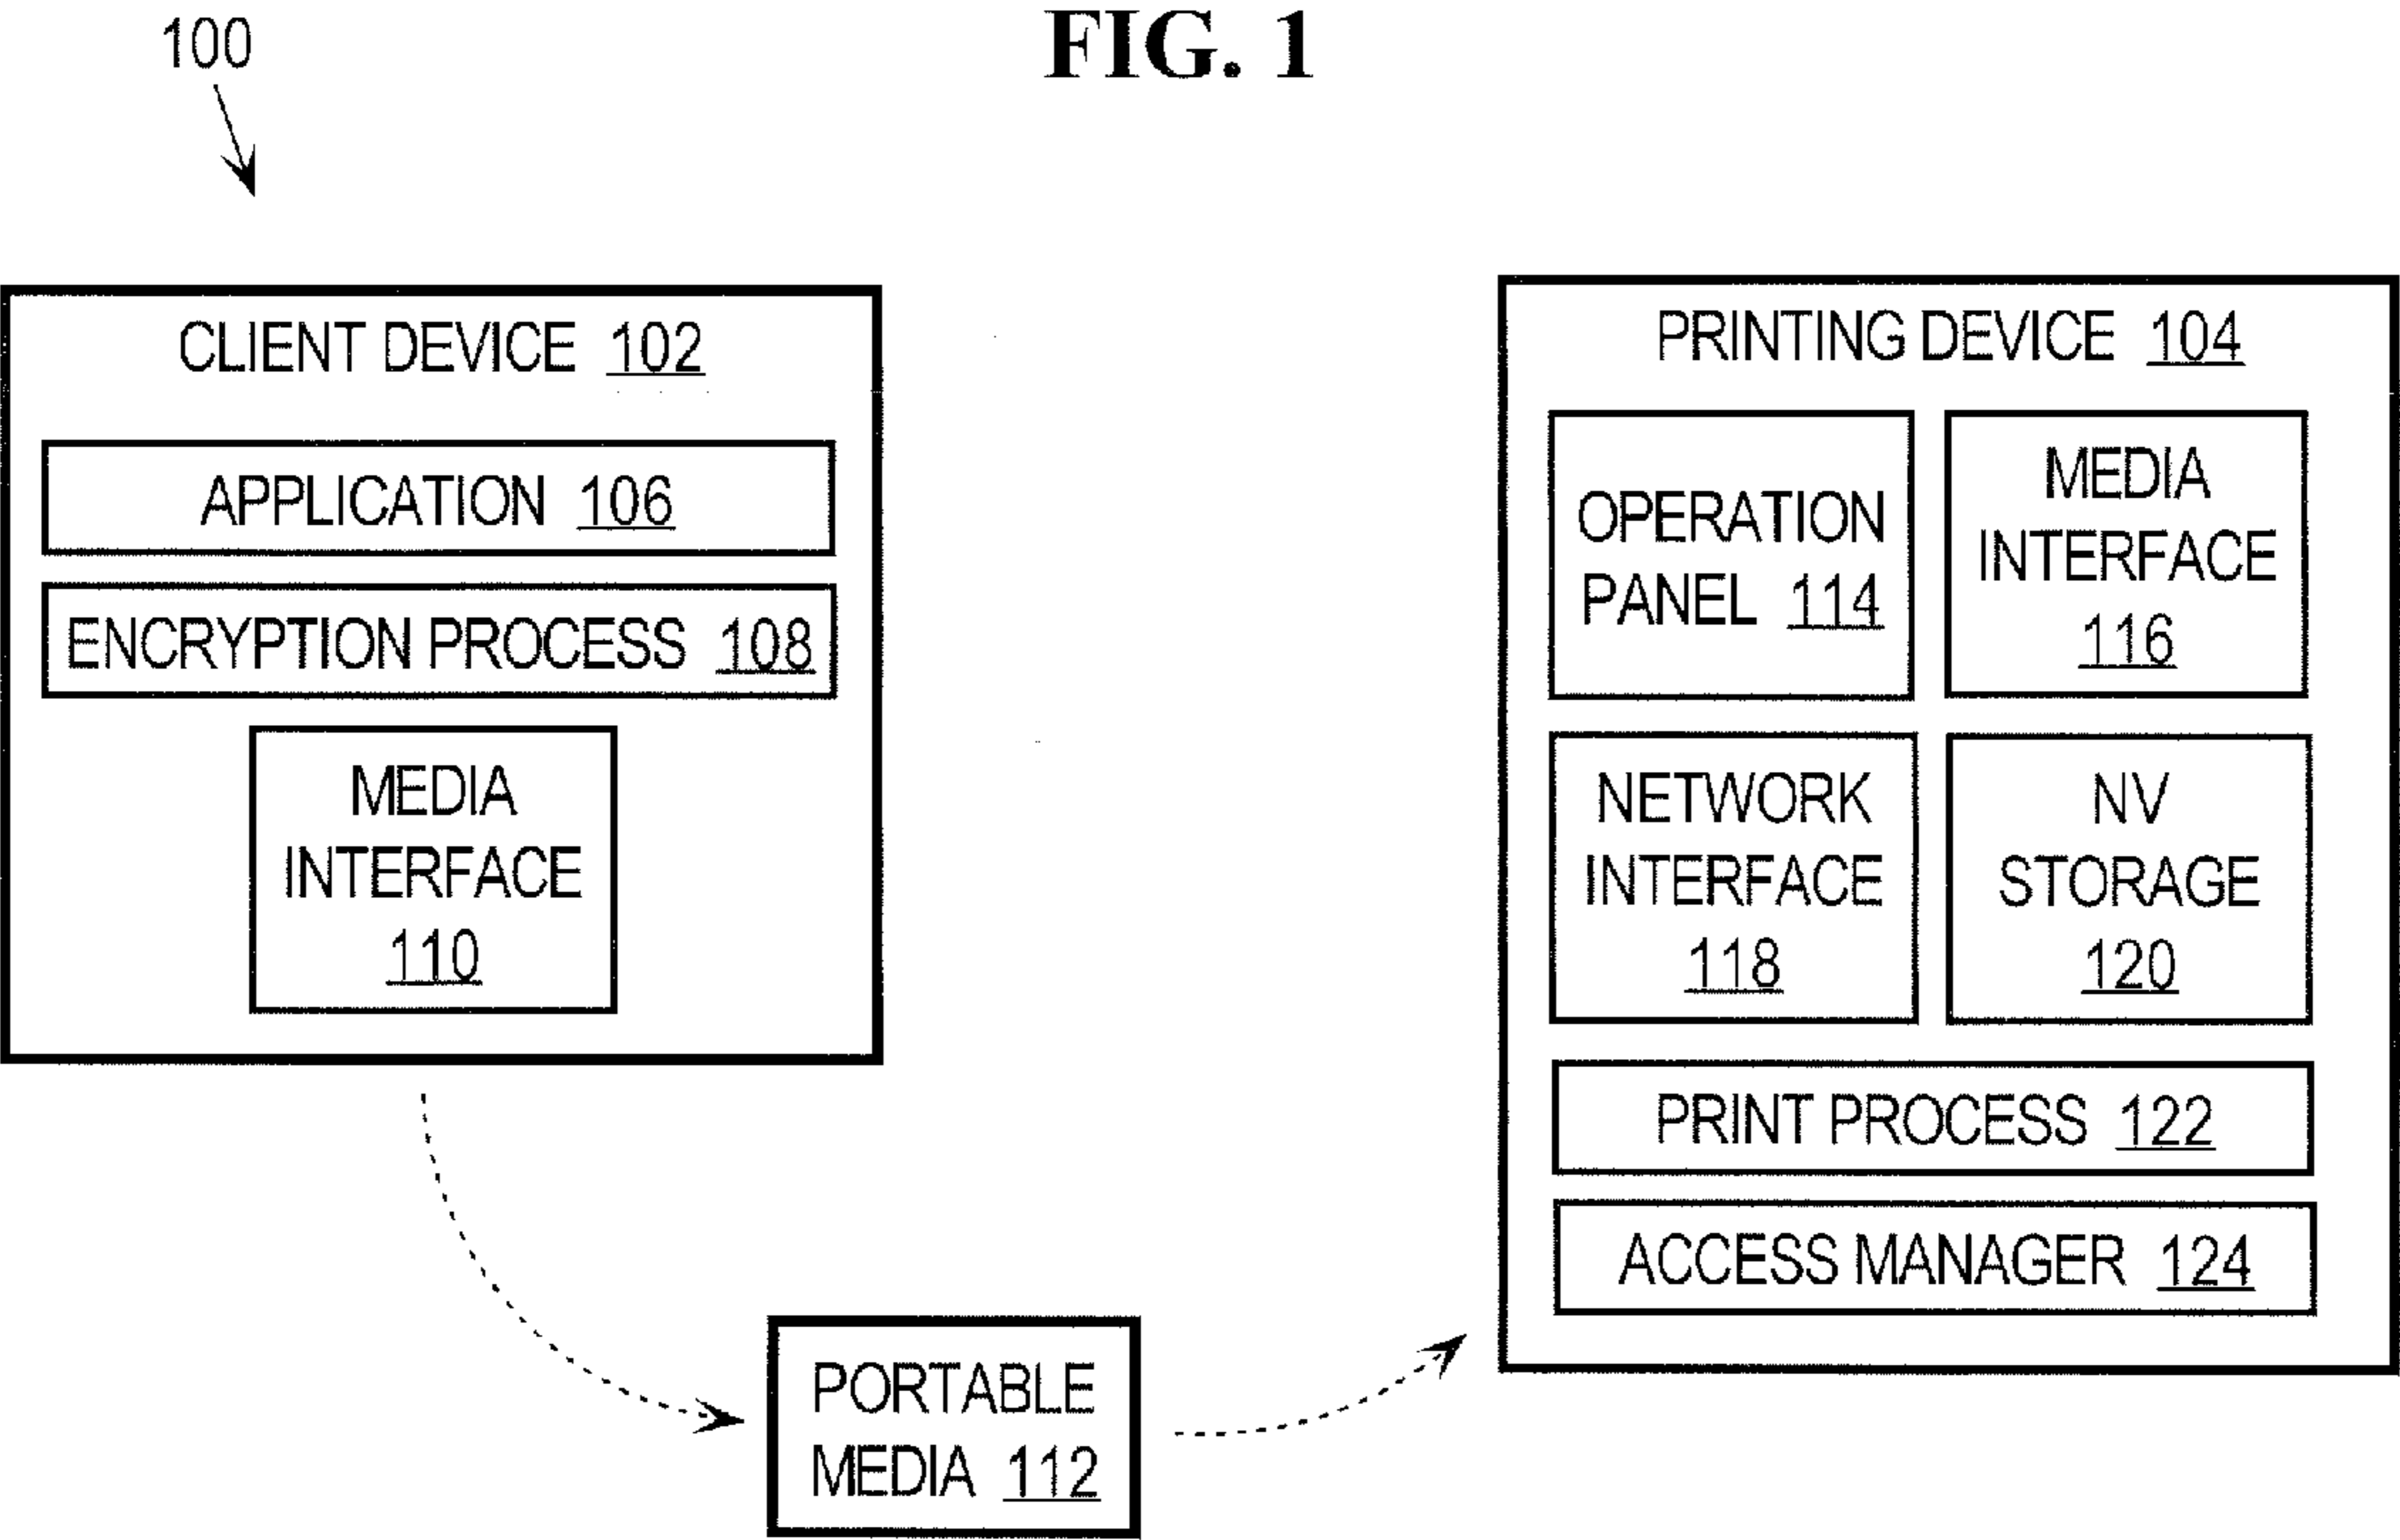 100
FIG. 1
CLIENT DEVICE 102
APPLICATION 106
ENCRYPTION PROCESS 108
MEDIA
INTERFACE
110
PORTABLE
MEDIA 112
PRINTING DEVICE 104
OPERATION
PANEL 114
MEDIA
INTERFACE
116
NETWORK
INTERFACE
118
NV
STORAGE
120
PRINT PROCESS 122
ACCESS MANAGER 124